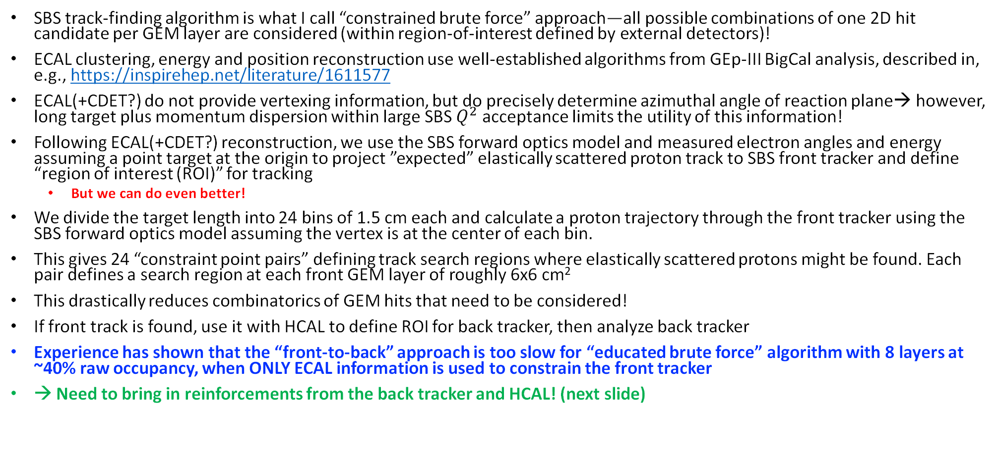 • SBS track-finding algorithm is what I call “constrained brute force” approach—all possible combinations of one 2D hit
candidate per GEM layer are considered (within region-of-interest defined by external detectors)!
• ECAL clustering, energy and position reconstruction use well-established algorithms from GEp-III BigCal analysis, described in,
e.g., https://inspirehep.net/literature/1611577
• ECAL(+CDET?) do not provide vertexing information, but do precisely determine azimuthal angle of reaction plane→ however,
long target plus momentum dispersion within large SBS Q² acceptance limits the utility of this information!
• Following ECAL(+CDET?) reconstruction, we use the SBS forward optics model and measured electron angles and energy
assuming a point target at the origin to project ”expected” elastically scattered proton track to SBS front tracker and define
“region of interest (ROI)” for tracking
• But we can do even better!
• We divide the target length into 24 bins of 1.5 cm each and calculate a proton trajectory through the front tracker using the
SBS forward optics model assuming the vertex is at the center of each bin.
• This gives 24 “constraint point pairs” defining track search regions where elastically scattered protons might be found. Each
pair defines a search region at each front GEM layer of roughly 6x6 cm²
• This drastically reduces combinatorics of GEM hits that need to be considered!
• If front track is found, use it with HCAL to define ROI for back tracker, then analyze back tracker
• Experience has shown that the “front-to-back” approach is too slow for “educated brute force” algorithm with 8 layers at
~40% raw occupancy, when ONLY ECAL information is used to constrain the front tracker
• → Need to bring in reinforcements from the back tracker and HCAL! (next slide)